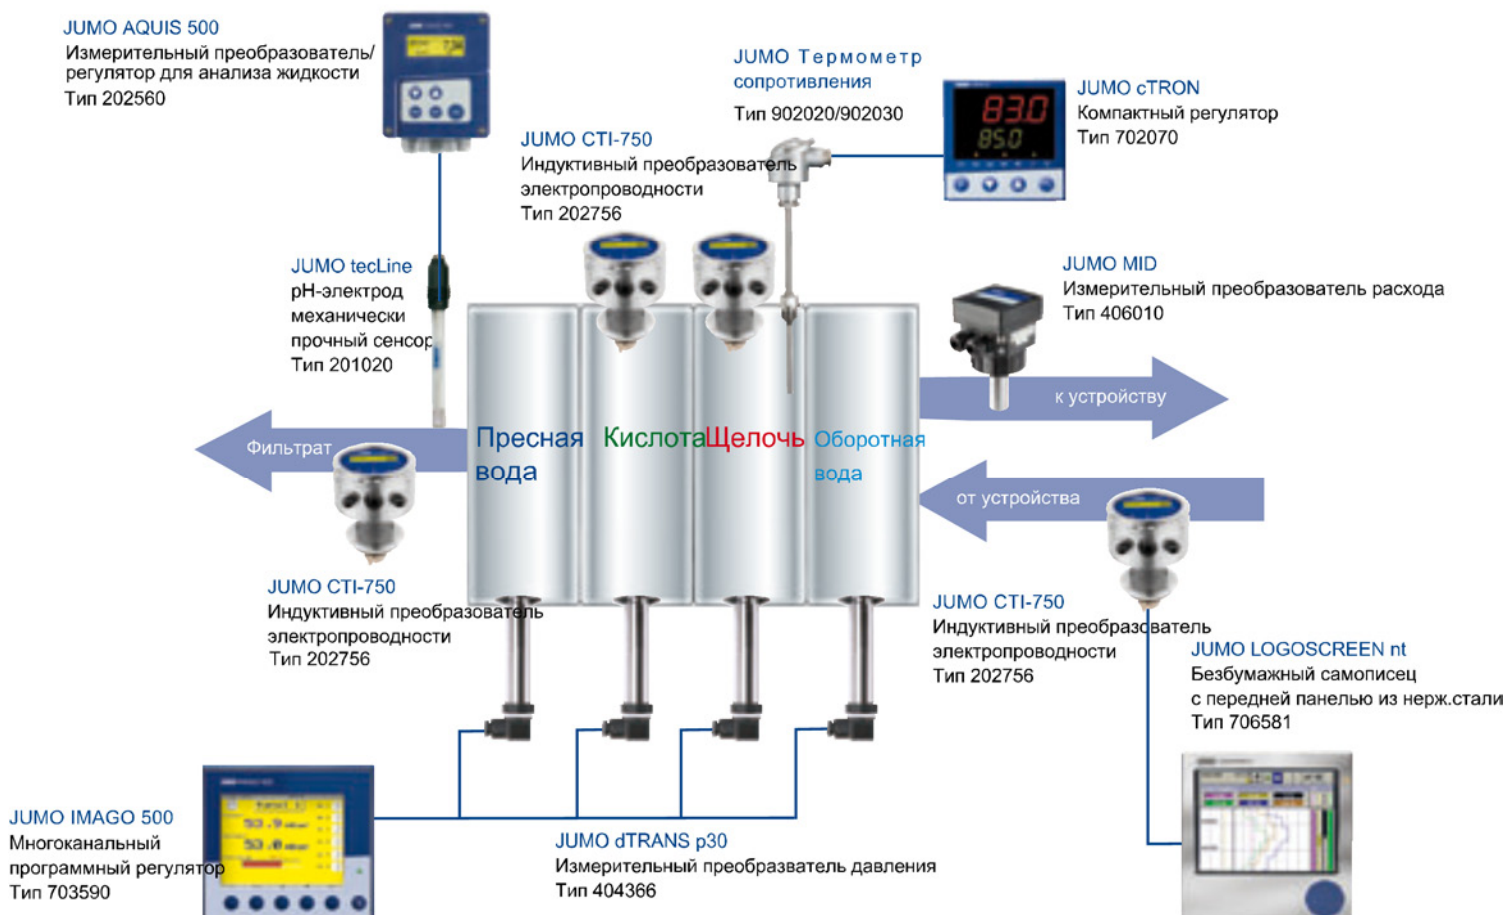 JUMO AQUIS 500
Измерительный преобразователь/
регулятор для анализа жидкости
Тип 202560
JUMO Термометр
сопротивления
Тип 902020/902030
83.0
85.0
JUMO cTRON
Компактный регулятор
Тип 702070
JUMO CTI-750
Индуктивный преобразователь
электропроводности
Тип 202756
JUMO tecLine
pH-электрод
механически
прочный сенсор
Тип 201020
JUMO MID
Измерительный преобразователь расхода
Тип 406010
к устройству
Фильтрат
Пресная
вода
Кислота
Щелочь
Оборотная
вода
от устройства
JUMO CTI-750
Индуктивный преобразователь
электропроводности
Тип 202756
JUMO CTI-750
Индуктивный преобразователь
электропроводности
Тип 202756
JUMO LOGOSCREEN nt
Безбумажный самописец
с передней панелью из нерж.стали
Тип 706581
JUMO IMAGO 500
Многоканальный
программный регулятор
Тип 703590
53.9
53.0
JUMO dTRANS p30
Измерительный преобразватель давления
Тип 404366